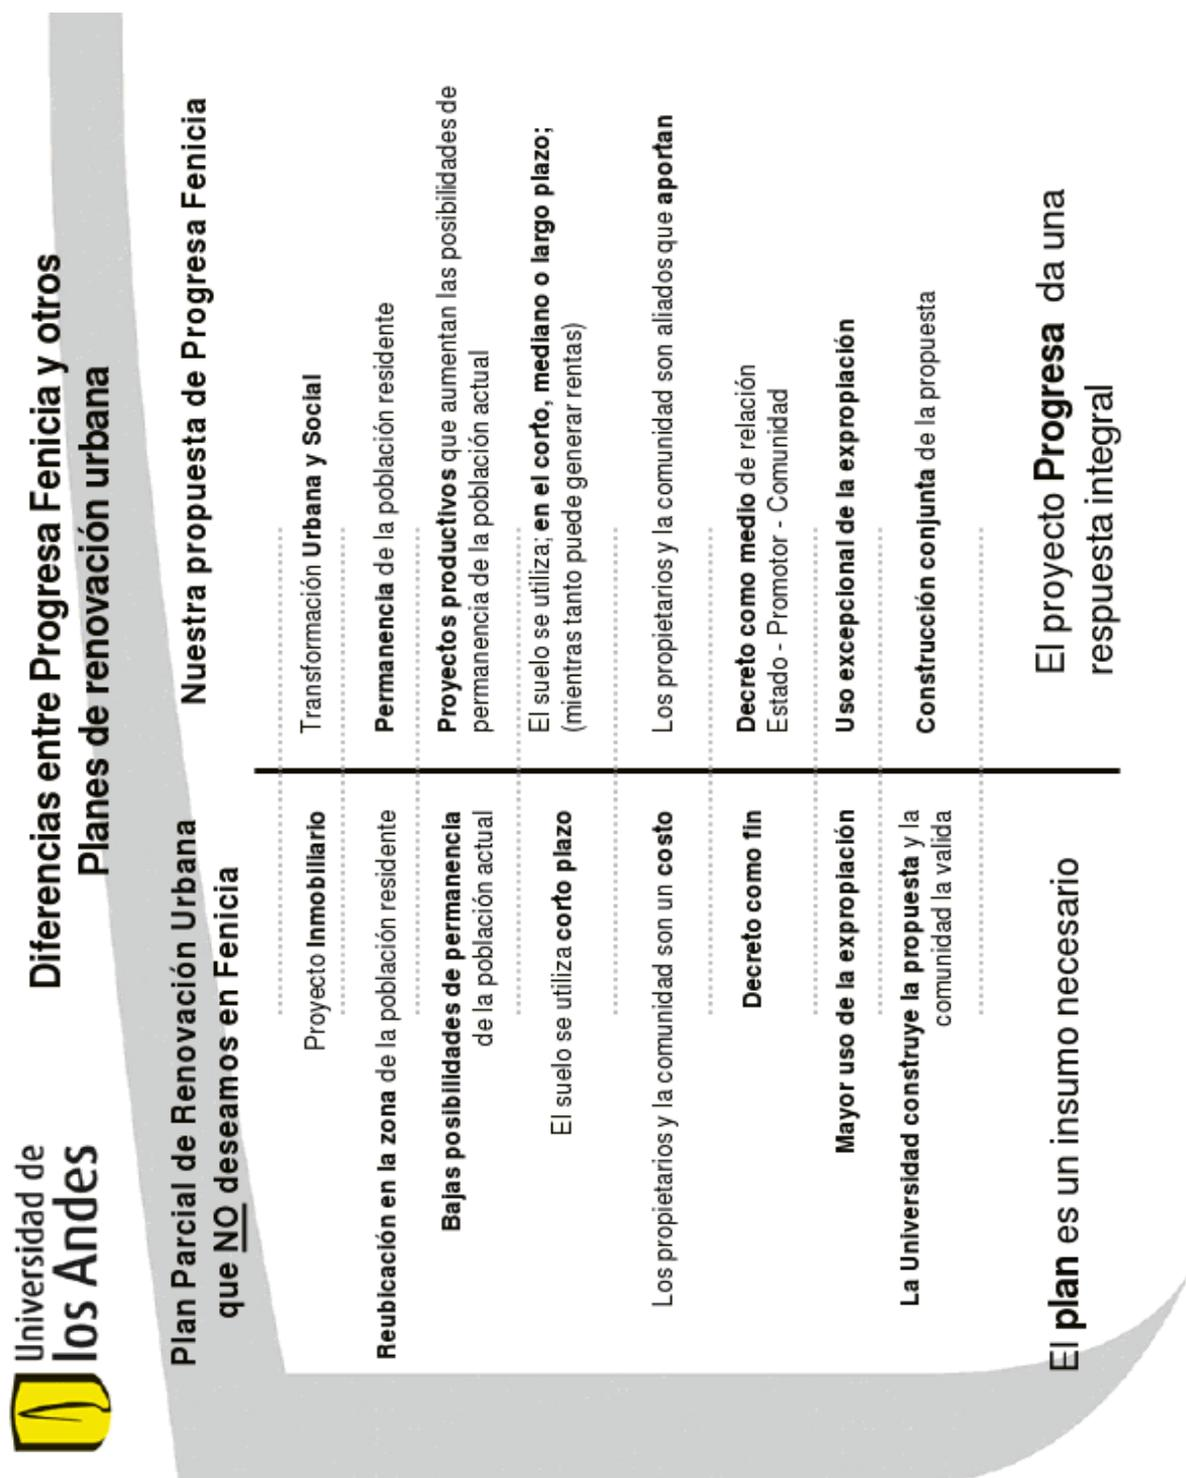 Universidad de
los Andes
Diferencias entre Progresa Fenicia y otros
Planes de renovación urbana
Plan Parcial de Renovación Urbana
que NO deseamos en Fenicia
Nuestra propuesta de Progresa Fenicia
Proyecto Inmobiliario
Transformación Urbana y Social
Reubicación en la zona de la población residente
Permanencia de la población residente
Bajas posibilidades de permanencia
de la población actual
Proyectos productivos que aumentan las posibilidades de
permanencia de la población actual
El suelo se utiliza corto plazo
El suelo se utiliza; en el corto, mediano o largo plazo;
(mientras tanto puede generar rentas)
Los propietarios y la comunidad son un costo
Los propietarios y la comunidad son aliados que aportan
Decreto como fin
Decreto como medio de relación
Estado - Promotor - Comunidad
Mayor uso de la expropiación
Uso excepcional de la expropiación
La Universidad construye la propuesta y la
comunidad la valida
Construcción conjunta de la propuesta
El plan es un insumo necesario
El proyecto Progresa da una
respuesta integral